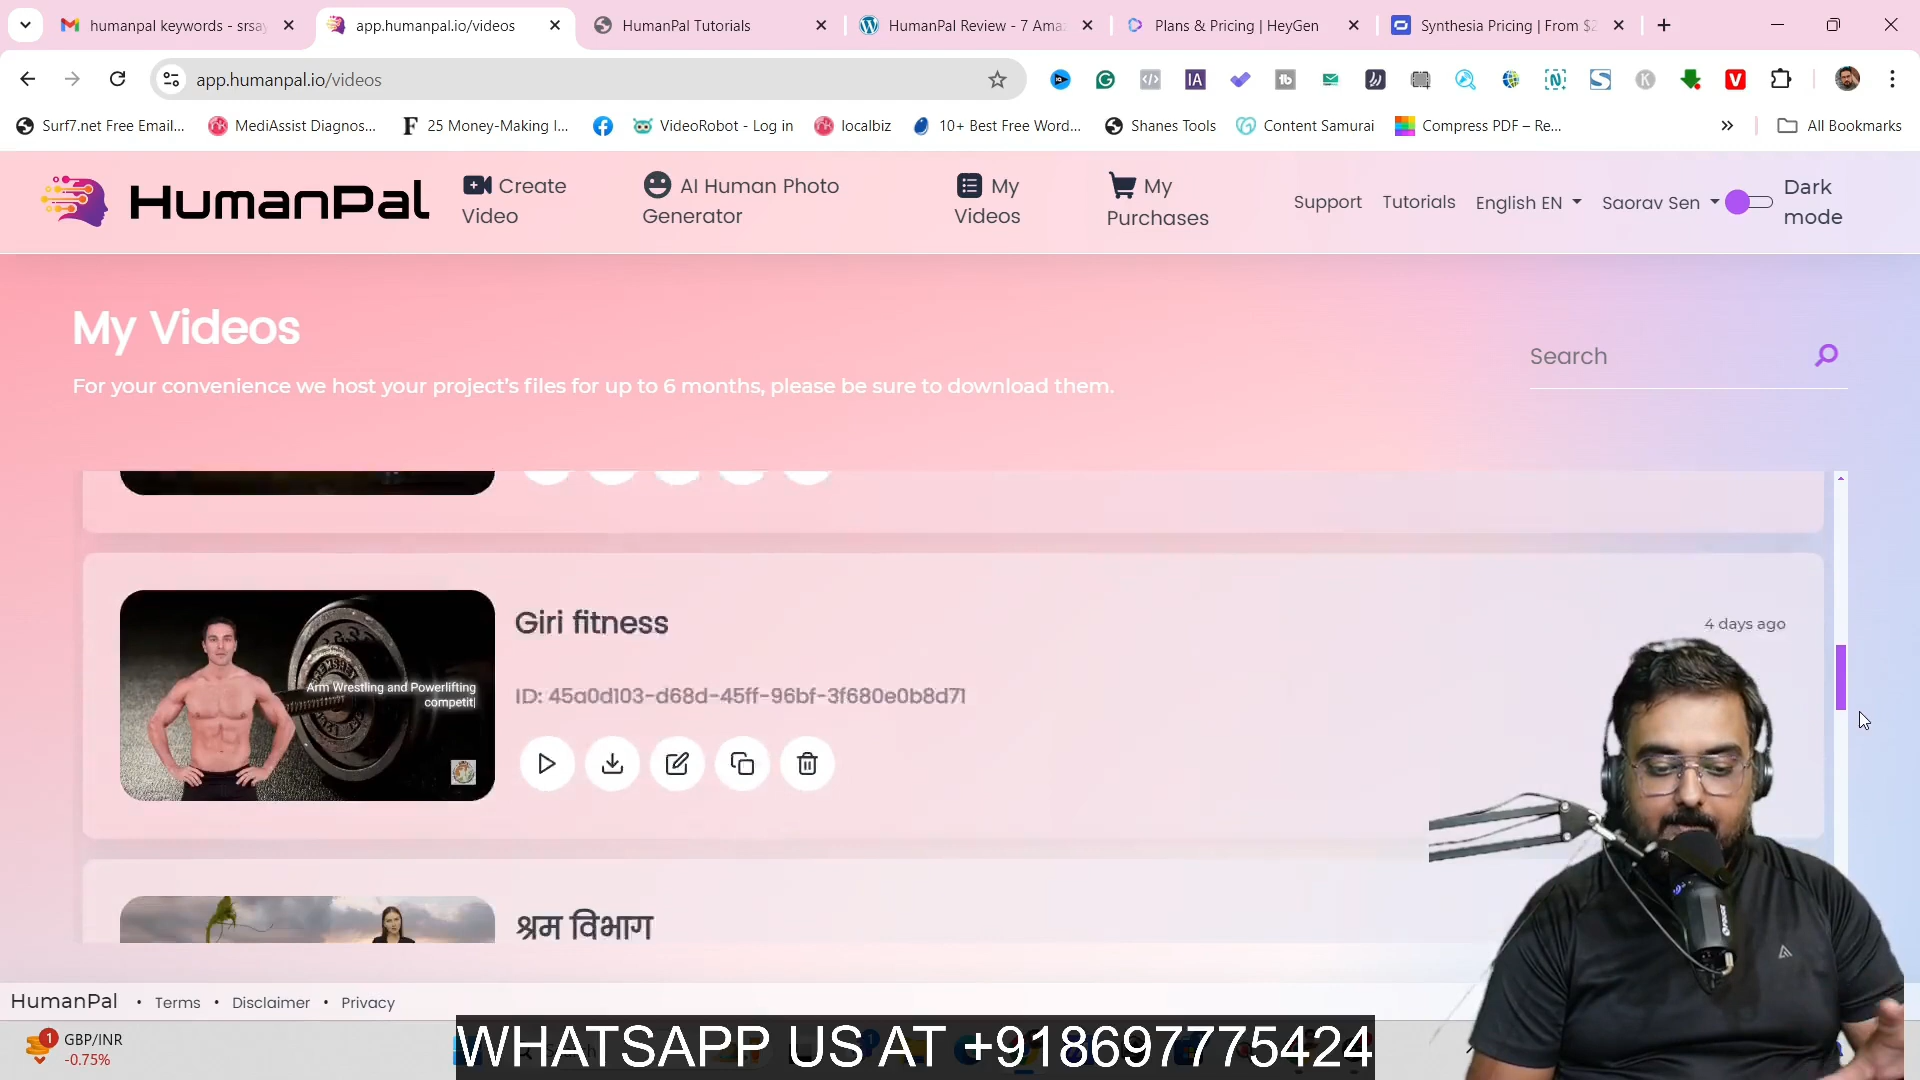 humanpal keywords - srsay
app.humanpal.io/videos
HumanPal Tutorials
HumanPal Review - 7 Amaz
Plans & Pricing | HeyGen
Synthesia Pricing | From $2
app.humanpal.io/videos
Surf7.net Free Email...
MediAssist Diagnos...
25 Money-Making I...
VideoRobot - Log in
localbiz
10+ Best Free Word...
Shanes Tools
Content Samurai
Compress PDF – Re...
All Bookmarks
HumanPal
Create Video
AI Human Photo Generator
My Videos
My Purchases
Support
Tutorials
English EN
Saorav Sen
Dark mode
My Videos
For your convenience we host your project's files for up to 6 months, please be sure to download them.
Search
Giri fitness
4 days ago
ID: 45a0d103-d68d-45ff-96bf-3f680e0b8d71
Arm Wrestling and Powerlifting
competit|
श्रम विभाग
HumanPal • Terms • Disclaimer • Privacy
1
GBP/INR
-0.75%
WHATSAPP US AT +918697775424